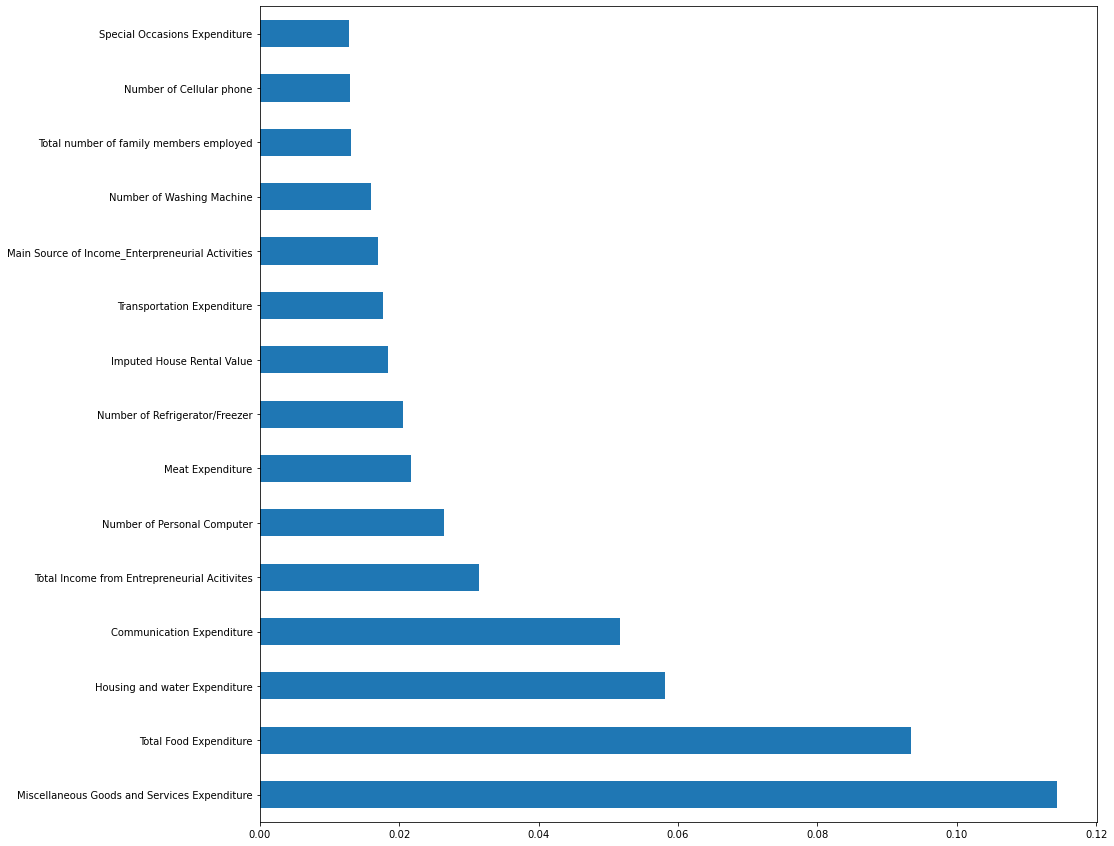 Special Occasions Expenditure
Number of Cellular phone
Total number of family members employed
Number of Washing Machine
Main Source of Income_Enterpreneurial Activities
Transportation Expenditure
Imputed House Rental Value
Number of Refrigerator/Freezer
Meat Expenditure
Number of Personal Computer
Total Income from Entrepreneurial Acitivites
Communication Expenditure
Housing and water Expenditure
Total Food Expenditure
Miscellaneous Goods and Services Expenditure
0.00 0.02 0.04 0.06 0.08 0.10 0.12